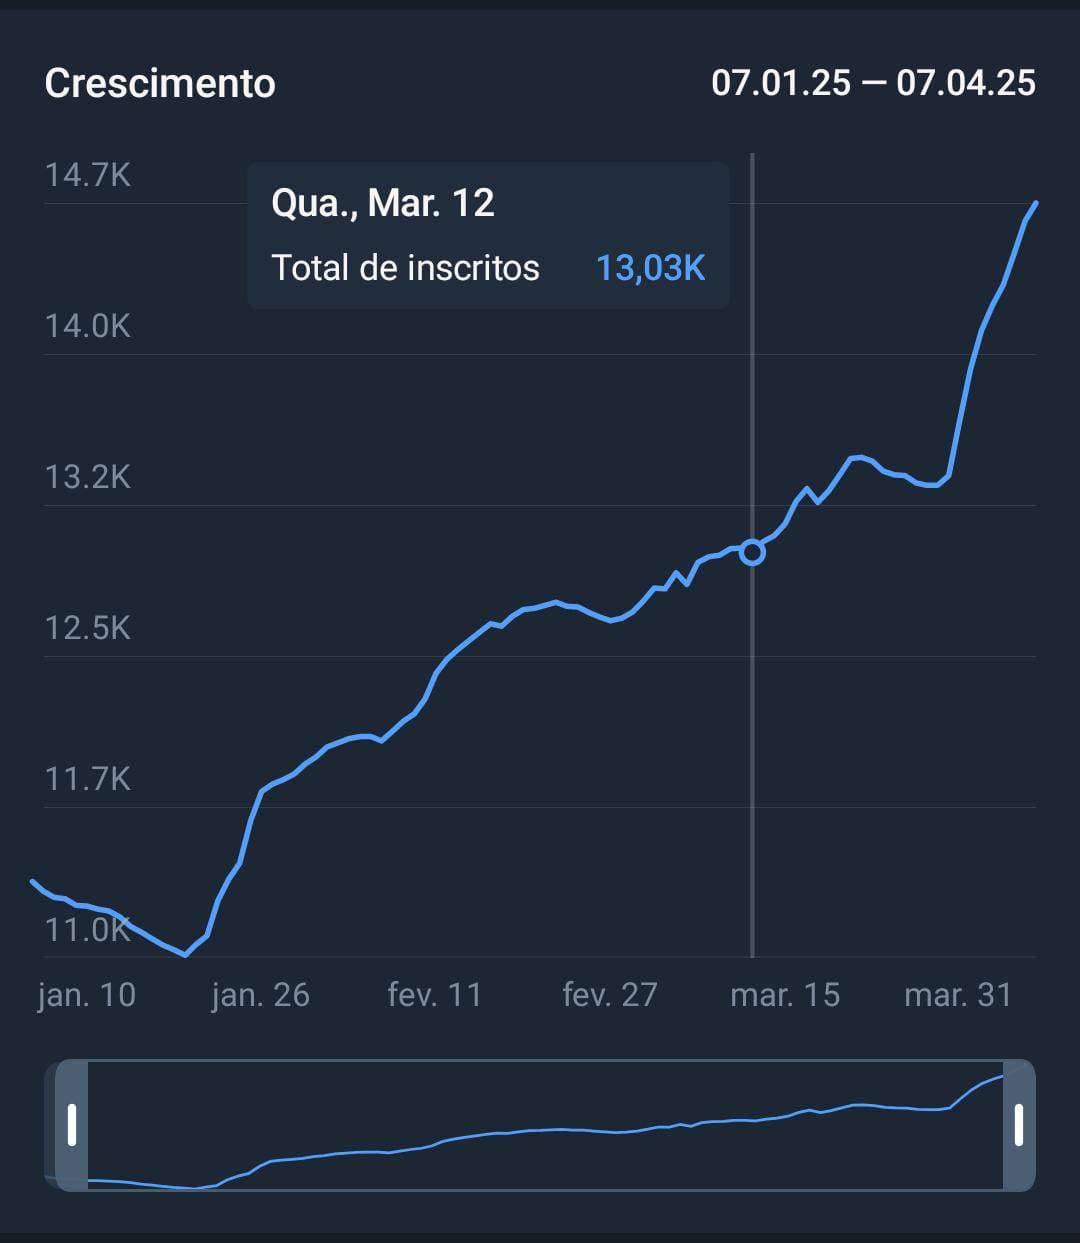 Crescimento
07.01.25 — 07.04.25
14.7K
Qua., Mar. 12
Total de inscritos 13,03K
14.0K
13.2K
12.5K
11.7K
11.0K
jan. 10 jan. 26 fev. 11 fev. 27 mar. 15 mar. 31